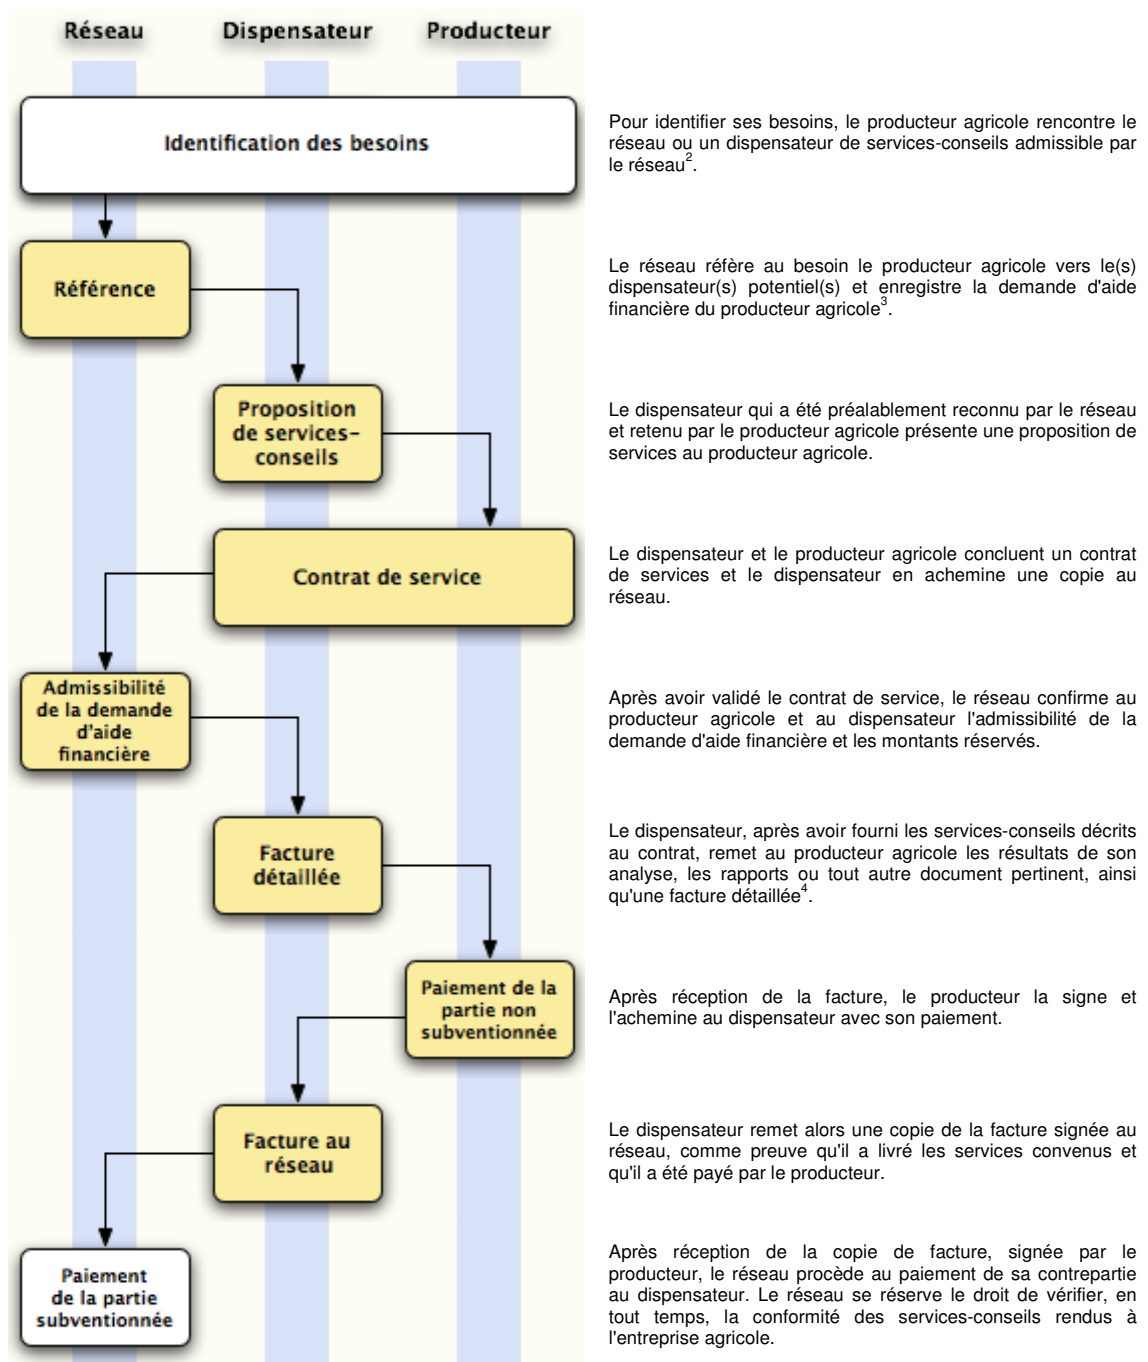 Réseau Dispensateur Producteur
Identification des besoins
Pour identifier ses besoins, le producteur agricole rencontre le
réseau ou un dispensateur de services-conseils admissible par
le réseau2.
Référence
Le réseau réfère au besoin le producteur agricole vers le(s)
dispensateur(s) potentiel(s) et enregistre la demande d'aide
financière du producteur agricole3.
Proposition
de services-
conseils
Le dispensateur qui a été préalablement reconnu par le réseau
et retenu par le producteur agricole présente une proposition de
services au producteur agricole.
Contrat de service
Le dispensateur et le producteur agricole concluent un contrat
de services et le dispensateur en achemine une copie au
réseau.
Admissibilité
de la demande
d'aide
financière
Après avoir validé le contrat de service, le réseau confirme au
producteur agricole et au dispensateur l'admissibilité de la
demande d'aide financière et les montants réservés.
Facture
détaillée
Le dispensateur, après avoir fourni les services-conseils décrits
au contrat, remet au producteur agricole les résultats de son
analyse, les rapports ou tout autre document pertinent, ainsi
qu'une facture détaillée4.
Paiement de la
partie non
subventionnée
Après réception de la facture, le producteur la signe et
l'achemine au dispensateur avec son paiement.
Facture au
réseau
Le dispensateur remet alors une copie de la facture signée au
réseau, comme preuve qu'il a livré les services convenus et
qu'il a été payé par le producteur.
Paiement
de la partie
subventionnée
Après réception de la copie de facture, signée par le
producteur, le réseau procède au paiement de sa contrepartie
au dispensateur. Le réseau se réserve le droit de vérifier, en
tout temps, la conformité des services-conseils rendus à
l'entreprise agricole.